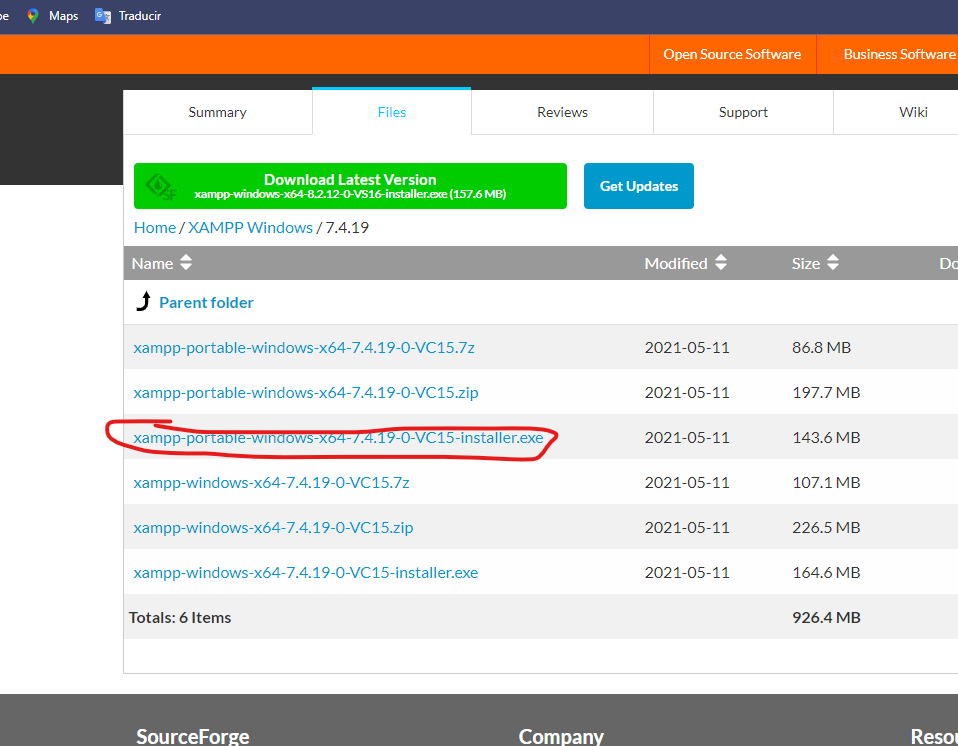 Maps Traducir
Open Source Software Business Software
Summary Files Reviews Support Wiki
Download Latest Version
xampp-windows-x64-8.2.12-0-VS16-installer.exe (157.6 MB)
Get Updates
Home / XAMPP Windows / 7.4.19
Name Modified Size
Parent folder
xampp-portable-windows-x64-7.4.19-0-VC15.7z 2021-05-11 86.8 MB
xampp-portable-windows-x64-7.4.19-0-VC15.zip 2021-05-11 197.7 MB
xampp-portable-windows-x64-7.4.19-0-VC15-installer.exe 2021-05-11 143.6 MB
xampp-windows-x64-7.4.19-0-VC15.7z 2021-05-11 107.1 MB
xampp-windows-x64-7.4.19-0-VC15.zip 2021-05-11 226.5 MB
xampp-windows-x64-7.4.19-0-VC15-installer.exe 2021-05-11 164.6 MB
Totals: 6 Items 926.4 MB
SourceForge Company